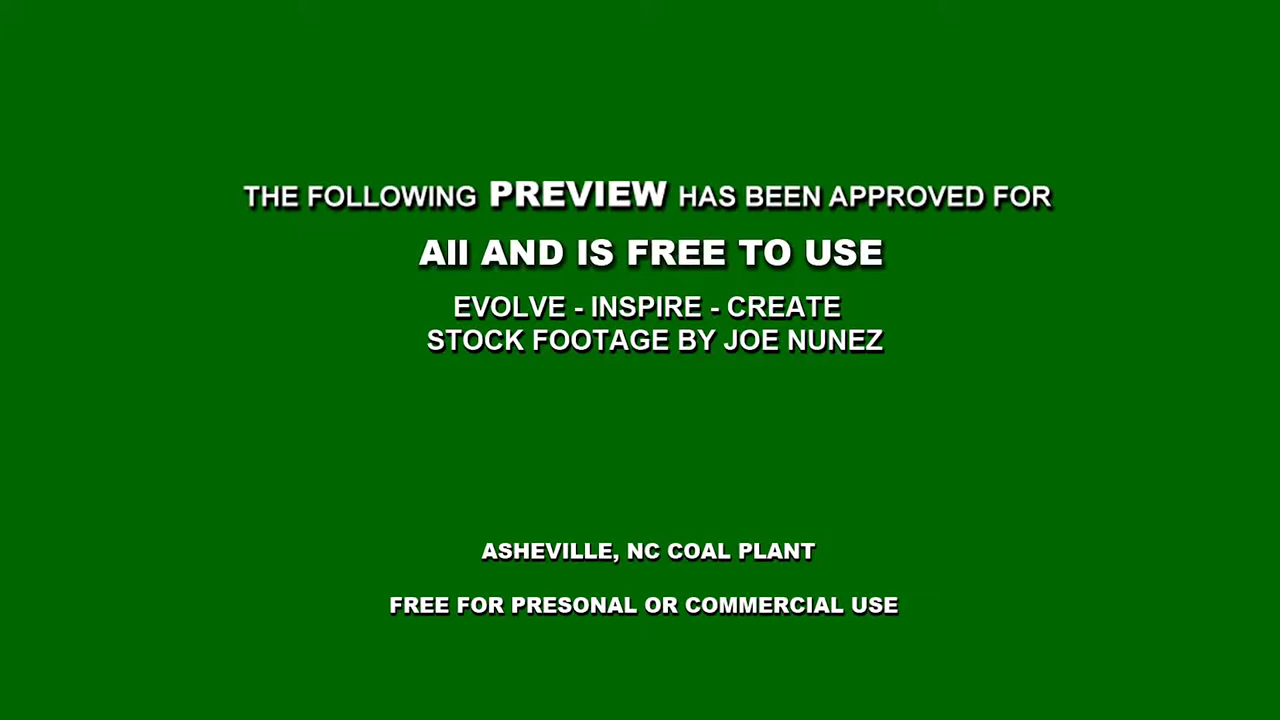 THE FOLLOWING PREVIEW HAS BEEN APPROVED FOR
All AND IS FREE TO USE
EVOLVE - INSPIRE - CREATE
STOCK FOOTAGE BY JOE NUNEZ
ASHEVILLE, NC COAL PLANT
FREE FOR PRESONAL OR COMMERCIAL USE